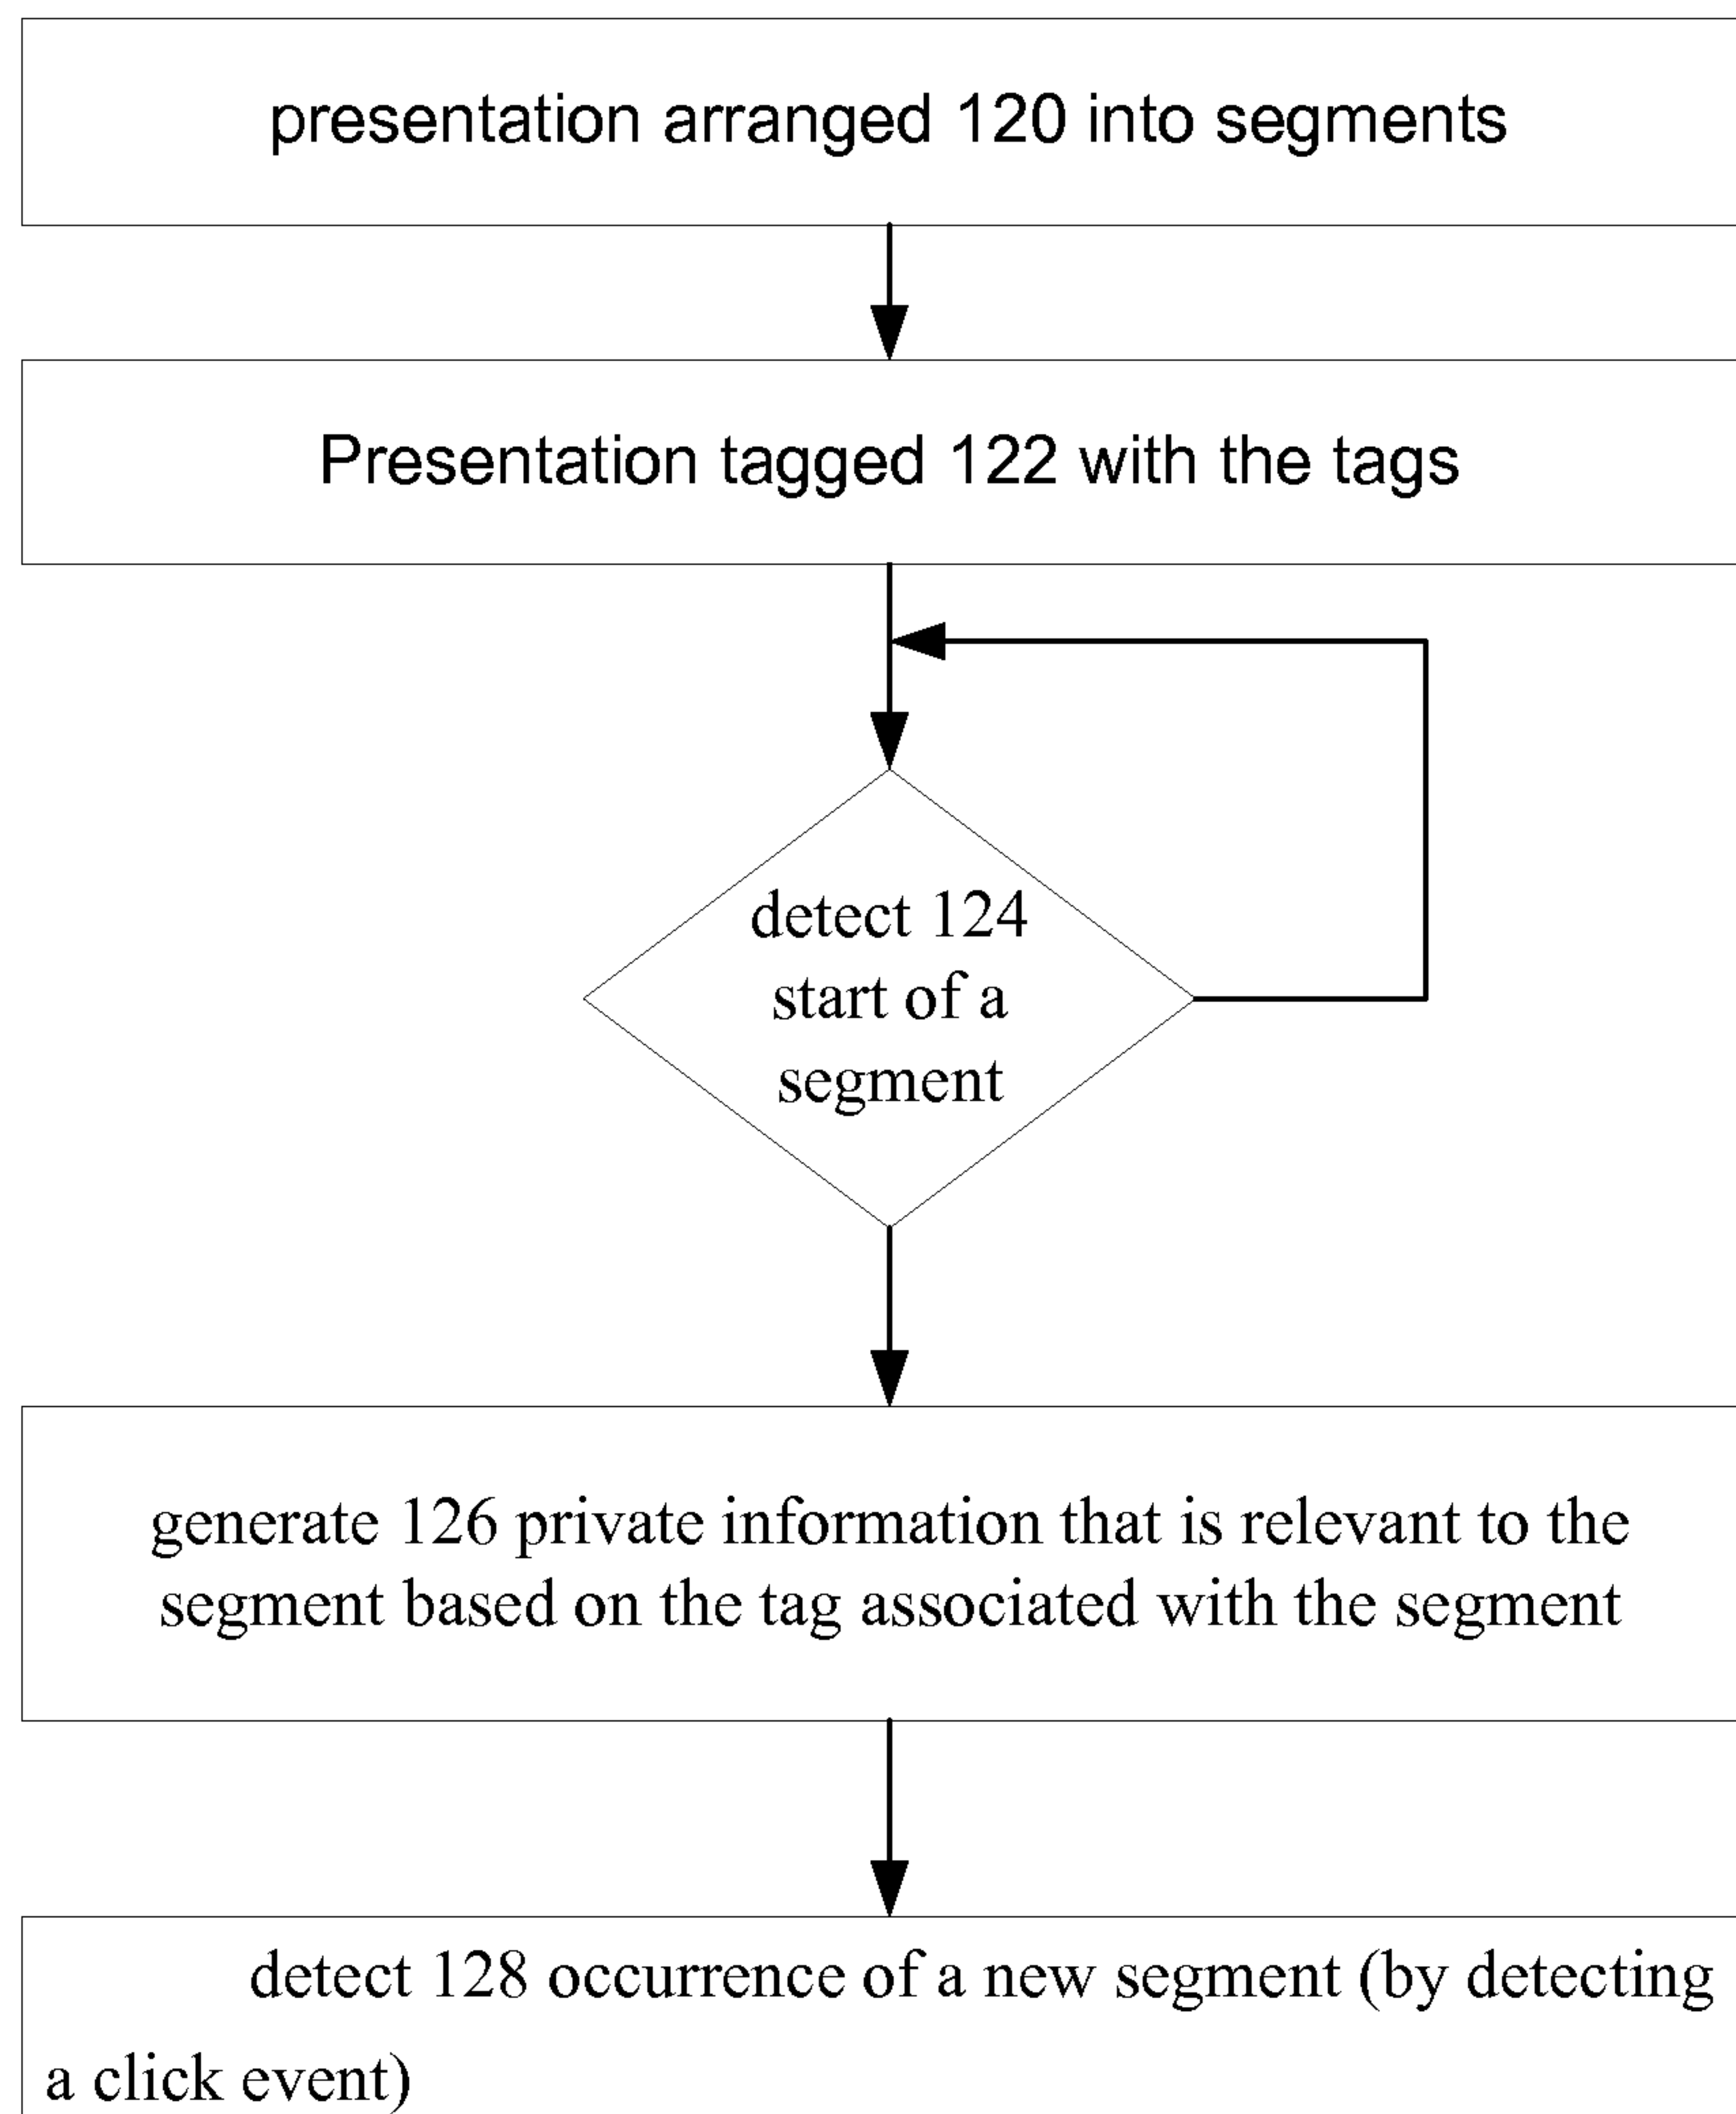 presentation arranged 120 into segments
Presentation tagged 122 with the tags
detect 124
start of a
segment
generate 126 private information that is relevant to the
segment based on the tag associated with the segment
detect 128 occurrence of a new segment (by detecting
a click event)